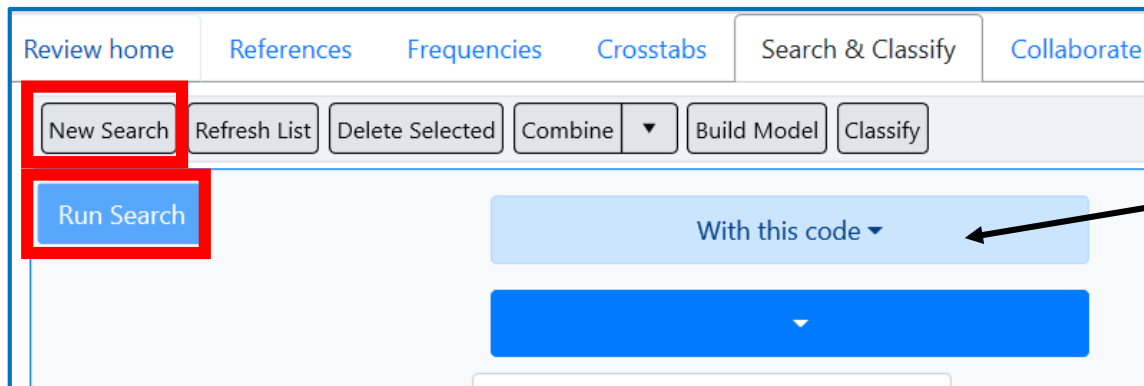 Review home References Frequencies Crosstabs Search & Classify Collaborate
New Search Refresh List Delete Selected Combine ▼ Build Model Classify
Run Search
With this code